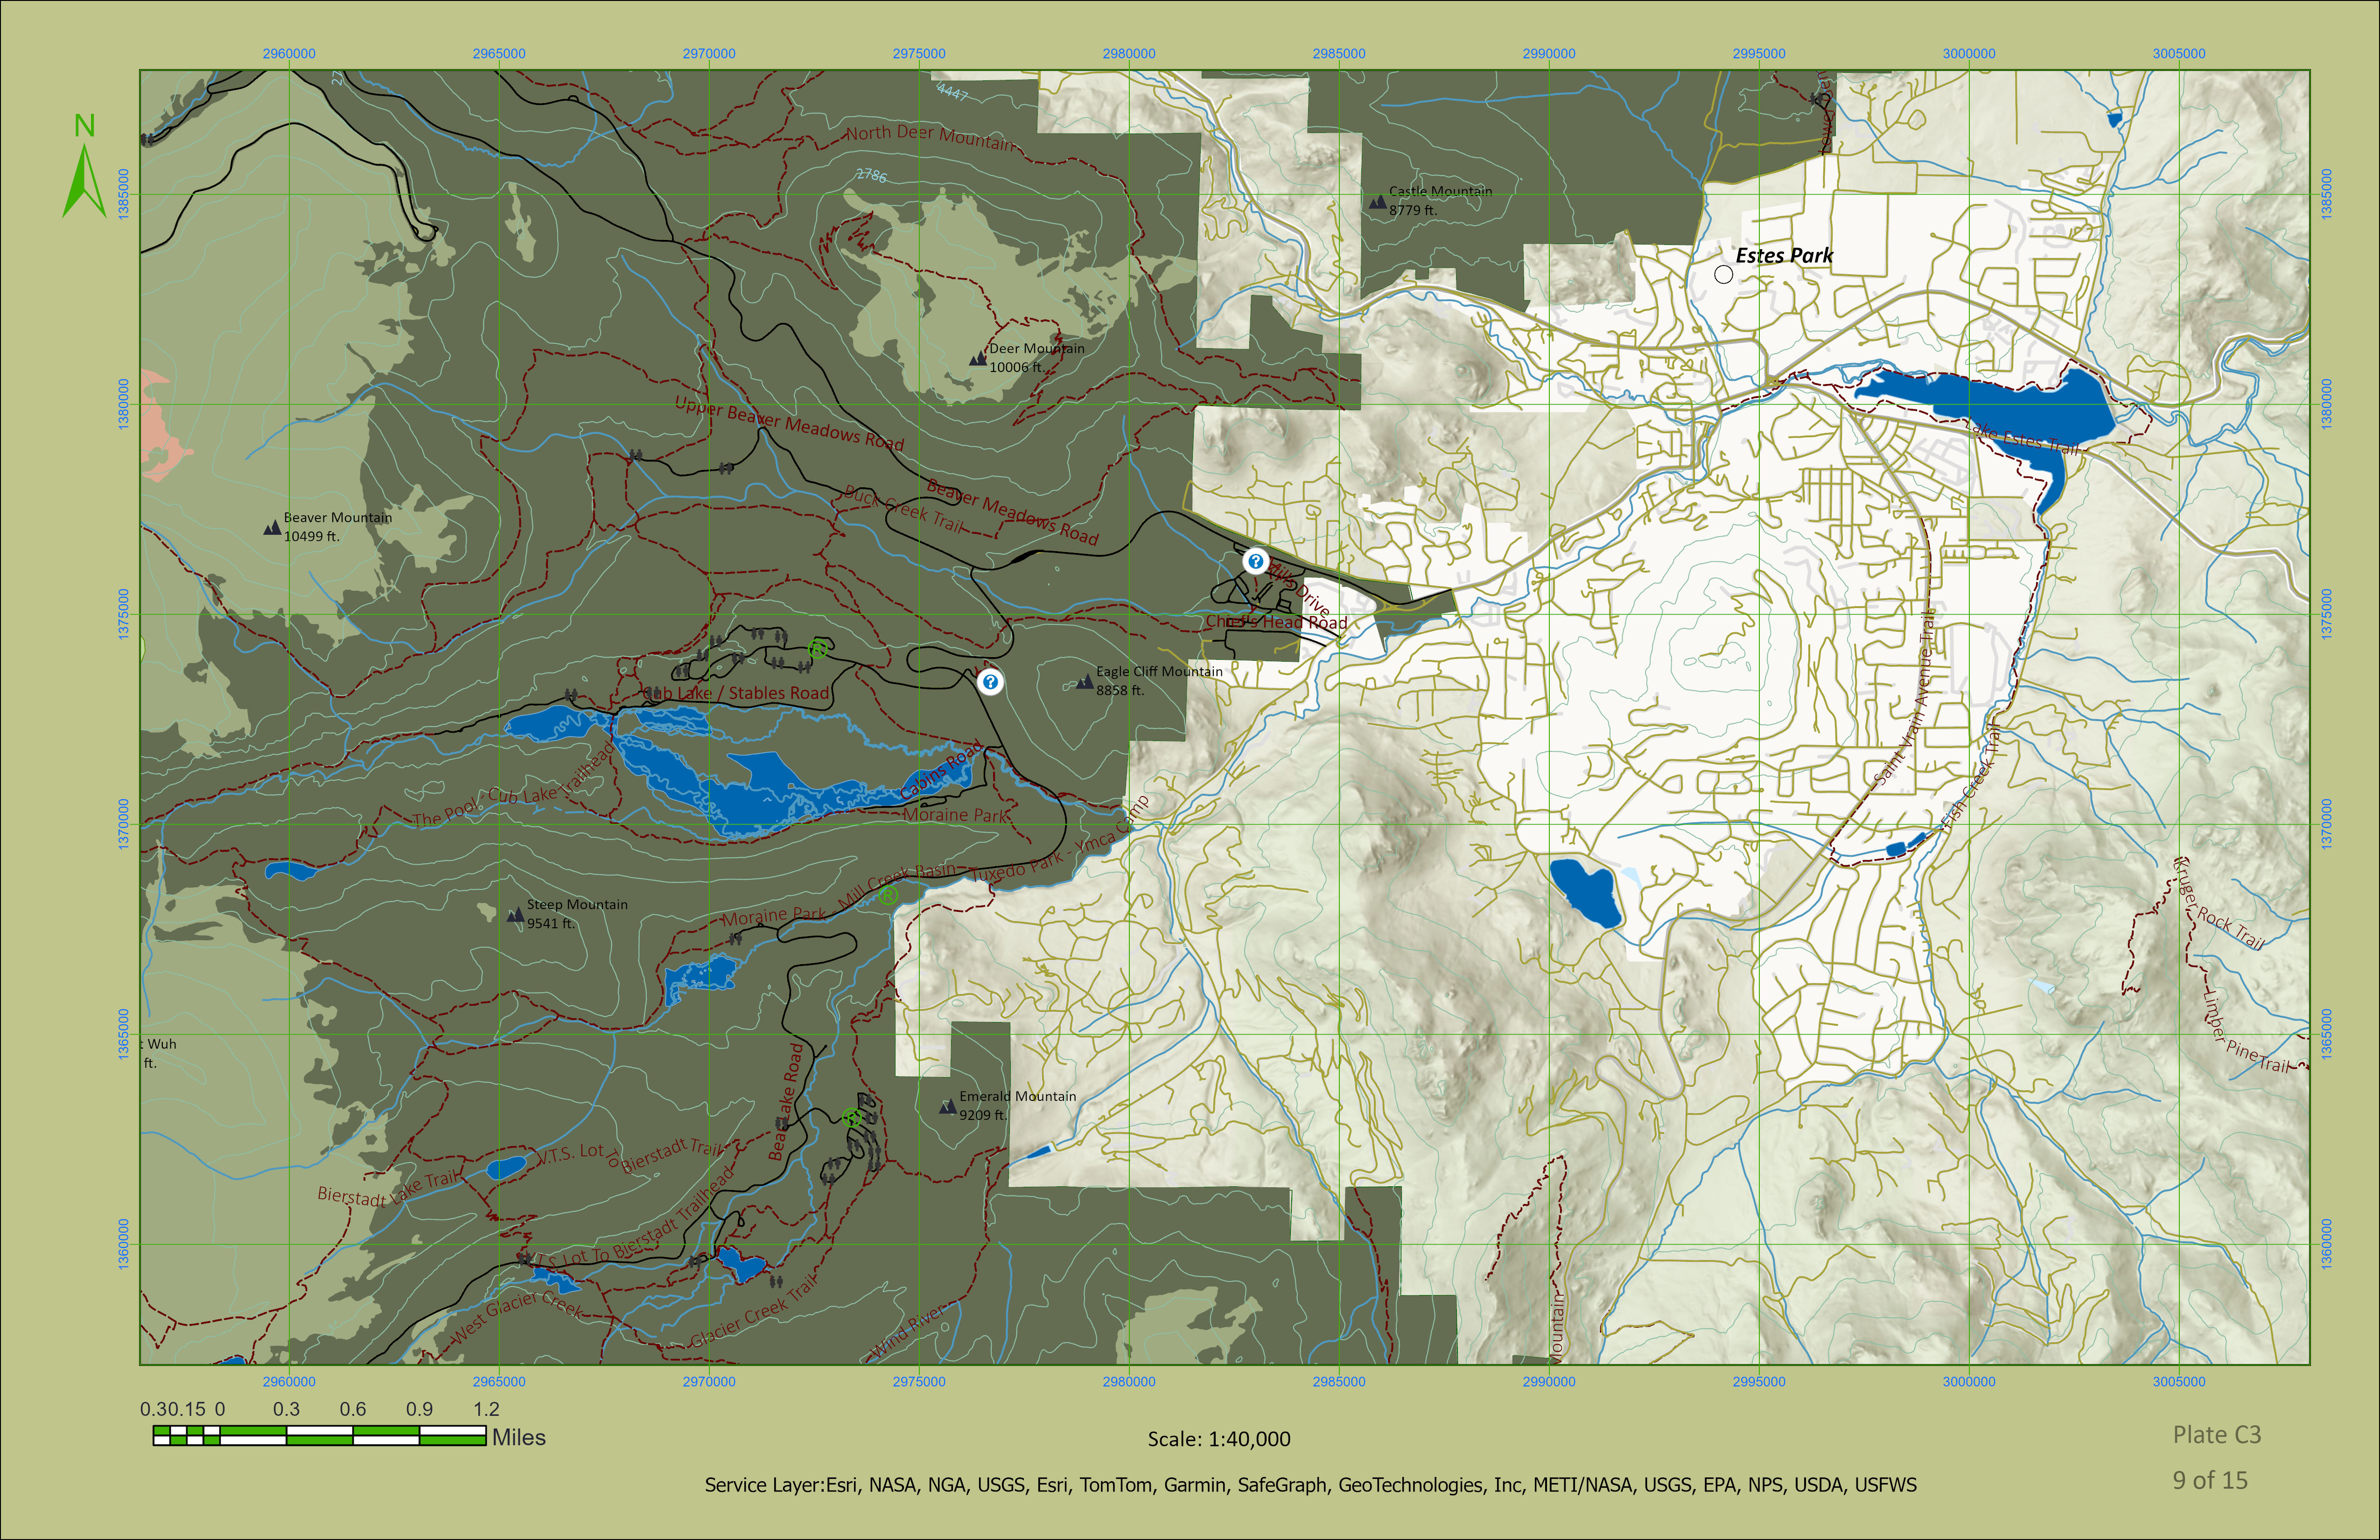 2960000 2965000 2970000 2975000 2980000 2985000 2990000 2995000 3000000 3005000
N
4447
North Deer Mountain
2786
1385000
Castle Mountain
8779 ft.
1385000
Estes Park
Deer Mountain
10006 ft.
1380000
Upper Beaver Meadows Road
Lake Estes Trail
1380000
Beaver Meadows Road
Buck Creek Trail
Beaver Mountain
10499 ft.
Mills Drive
1375000
Chiefs Head Road
1375000
Eagle Cliff Mountain
8858 ft.
Cub Lake / Stables Road
Saint Vrain Avenue Trail
Cabins Road
The Pool - Cub Lake Trailhead
Moraine Park
Fish Creek Trail
1370000
1370000
Moraine Park - Mill Creek Basin - Tuxedo Park - Ymca Camp
Kruger Rock Trail
Steep Mountain
9541 ft.
Limber Pine Trail
1365000
1365000
t Wuh
ft.
Bear Lake Road
Emerald Mountain
9209 ft.
V.T.S. Lot To Bierstadt Trail
Bierstadt Lake Trail
V.T.S Lot To Bierstadt Trailhead
1360000
1360000
West Glacier Creek
Glacier Creek Trail
Wind River
Mountain
2960000 2965000 2970000 2975000 2980000 2985000 2990000 2995000 3000000 3005000
0.30.15 0 0.3 0.6 0.9 1.2
Miles
Scale: 1:40,000
Plate C3
Service Layer:Esri, NASA, NGA, USGS, Esri, TomTom, Garmin, SafeGraph, GeoTechnologies, Inc, METI/NASA, USGS, EPA, NPS, USDA, USFWS
9 of 15